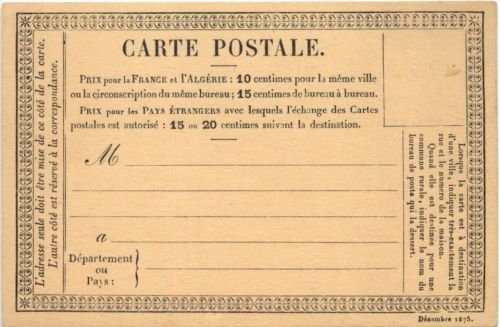 CARTE POSTALE.
PRIX pour la FRANCE et l'ALGÉRIE : 10 centimes pour la même ville
ou la circonscription du même bureau ; 15 centimes de bureau à bureau.
PRIX pour les PAYS ÉTRANGERS avec lesquels l'échange des Cartes
postales est autorisé : 15 ou 20 centimes suivant la destination.
L'adresse seule doit être mise de ce côté de la carte.
L'autre côté est réservé à la correspondance.
M
a
Département
ou
Pays :
Lorsque la carte est à destination
d'une ville, indiquer très-exactement la
rue et le numéro de la maison.
Quand elle est destinée pour une
commune rurale, indiquer le nom du
bureau de poste qui la dessert.
Décembre 1875.